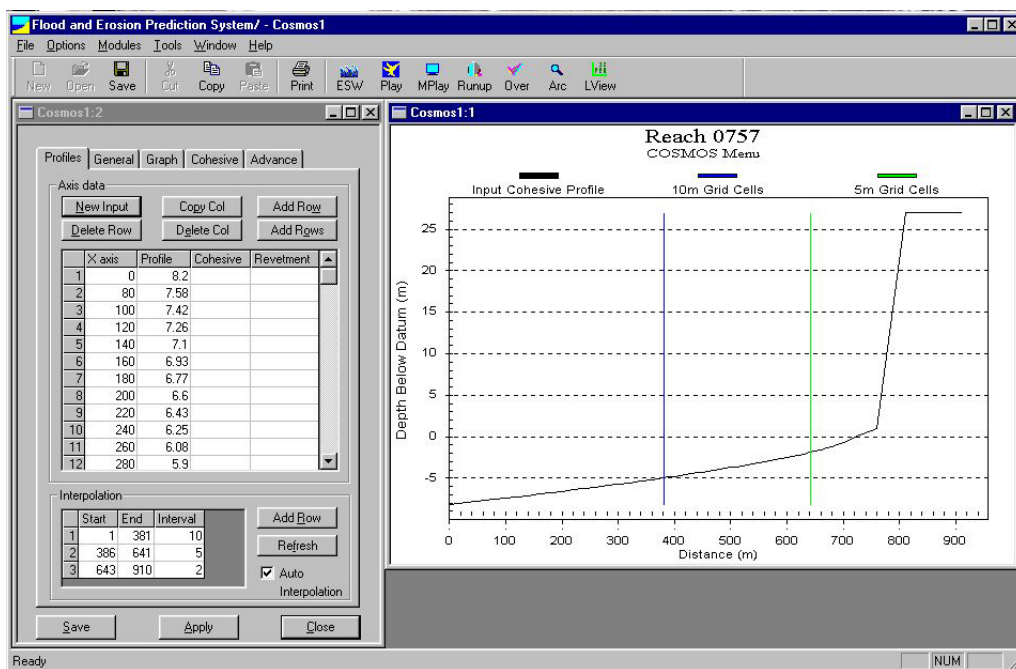 Flood and Erosion Prediction System/ - Cosmos1
File Options Modules Tools Window Help
New Open Save Cut Copy Paste Print ESW Play MPlay Runup Over Arc LView
Cosmos1:2
Profiles General Graph Cohesive Advance
Axis data
New Input Copy Col Add Row
Delete Row Delete Col Add Rows
X axis Profile Cohesive Revetment
1 0 8.2
2 80 7.58
3 100 7.42
4 120 7.26
5 140 7.1
6 160 6.93
7 180 6.77
8 200 6.6
9 220 6.43
10 240 6.25
11 260 6.08
12 280 5.9
Interpolation
Start End Interval
1 1 381 10
2 386 641 5
3 643 910 2
Add Row
Refresh
Auto
Interpolation
Save Apply Close
Cosmos1:1
Reach 0757
COSMOS Menu
Input Cohesive Profile 10m Grid Cells 5m Grid Cells
Depth Below Datum (m)
25
20
15
10
5
0
-5
0 100 200 300 400 500 600 700 800 900
Distance (m)
Ready NUM